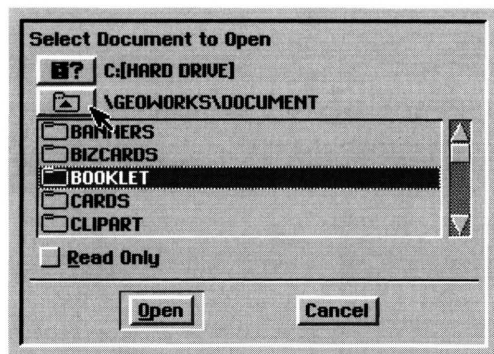 Select Document to Open
? C:[HARD DRIVE]
\GEOWORKS\DOCUMENT
BANNERS
BIZCARDS
BOOKLET
CARDS
CLIPART
Read Only
Open
Cancel